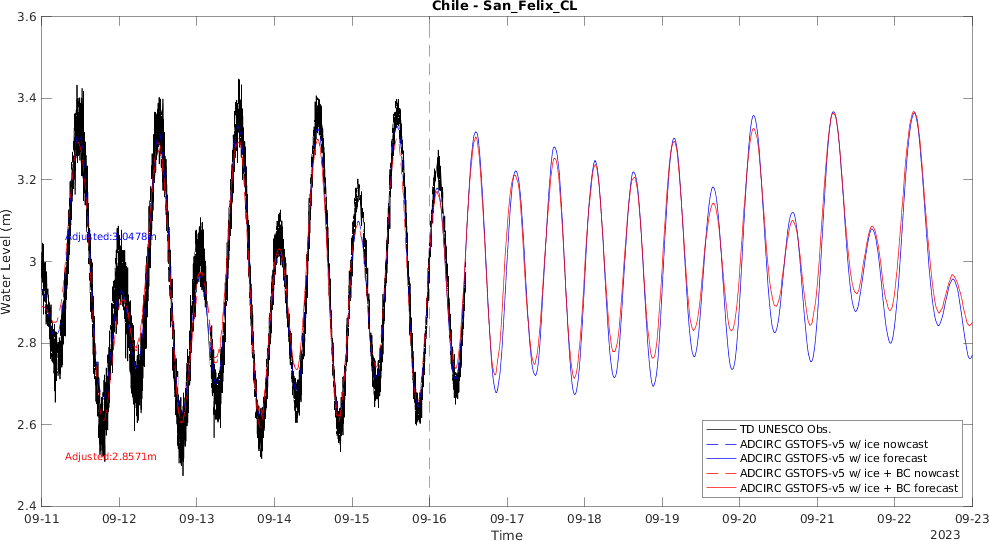 Chile - San_Felix_CL
3.6
3.4
3.2
3
2.8
2.6
2.4
Water Level (m)
Adjusted:3.0478m
Adjusted:2.8571m
TD UNESCO Obs.
ADCIRC GSTOFS-v5 w/ ice nowcast
ADCIRC GSTOFS-v5 w/ ice forecast
ADCIRC GSTOFS-v5 w/ ice + BC nowcast
ADCIRC GSTOFS-v5 w/ ice + BC forecast
09-11 09-12 09-13 09-14 09-15 09-16 09-17 09-18 09-19 09-20 09-21 09-22 09-23
Time
2023